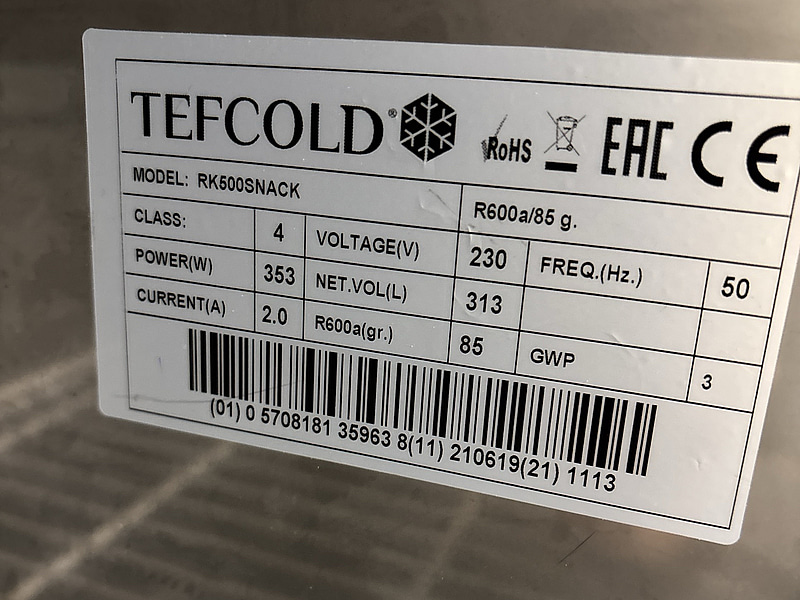 TEFCOLD® RoHS EAC CE
MODEL: RK500SNACK R600a/85 g.
CLASS: 4 VOLTAGE(V) 230 FREQ.(Hz.) 50
POWER(W) 353 NET.VOL(L) 313
CURRENT(A) 2.0 R600a(gr.) 85 GWP 3
(01) 0 5708181 35963 8(11) 210619(21) 1113